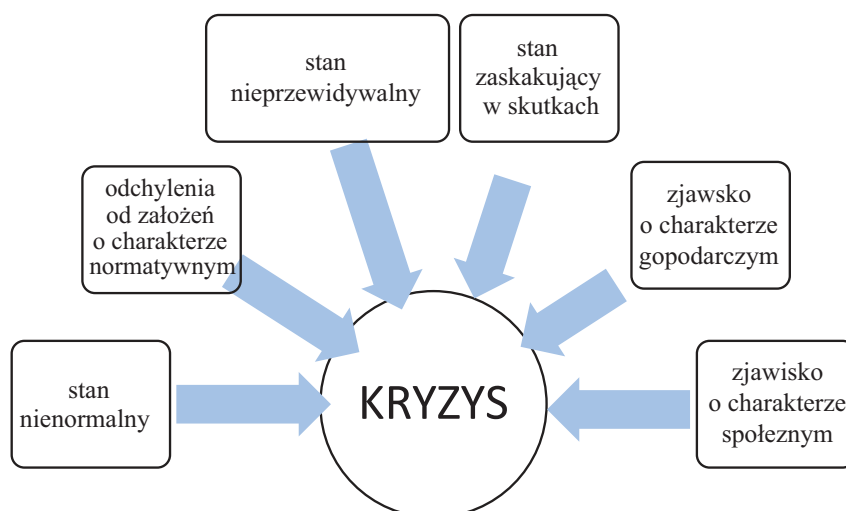 stan
nieprzewidywalny
stan
zaskakujący
w skutkach
odchylenia
od założeń
o charakterze
normatywnym
zjawsko
o charakterze
gopodarczym
stan
nienormalny
KRYZYS
zjawisko
o charakterze
społeznym